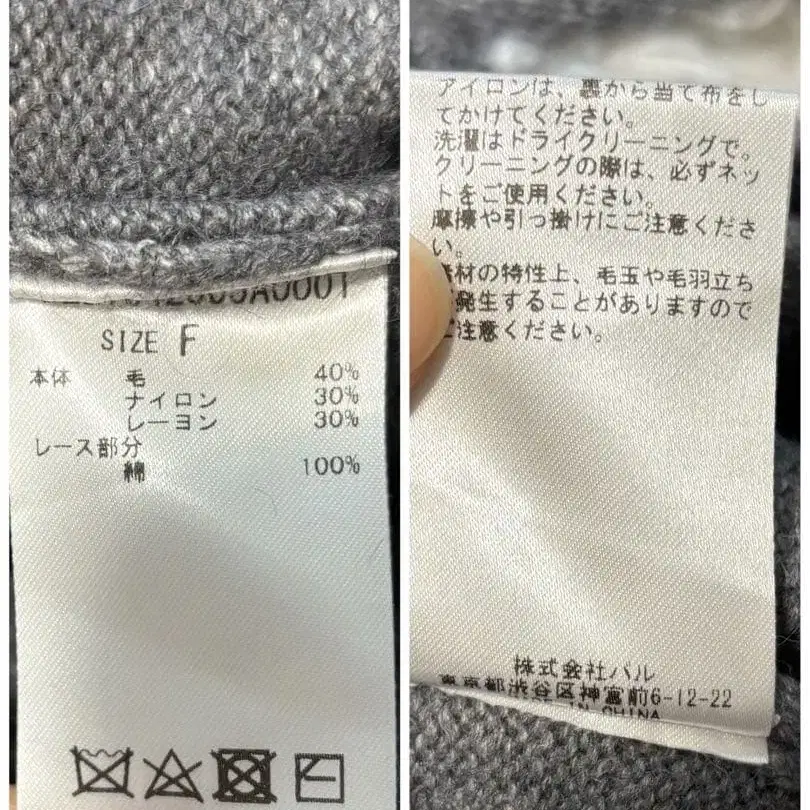 SIZE F
本体 毛 40%
ナイロン 30%
レーヨン 30%
レース部分
綿 100%
アイロンは、裏から当て布をし
てかけてください。
洗濯はドライクリーニングで。
クリーニングの際は、必ずネッ
トをご使用ください。
摩擦や引っ掛けにご注意くださ
い。
素材の特性上、毛玉や毛羽立ち
発生することがありますので
ご注意ください。
株式会社パル
東京都渋谷区神宮前6-12-22
IN CHINA